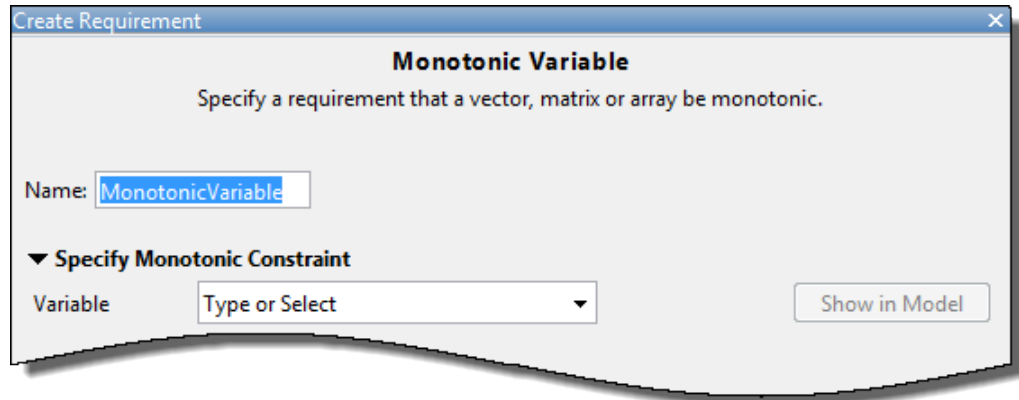 Create Requirement
Monotonic Variable
Specify a requirement that a vector, matrix or array be monotonic.
Name: MonotonicVariable
Specify Monotonic Constraint
Variable Type or Select Show in Model